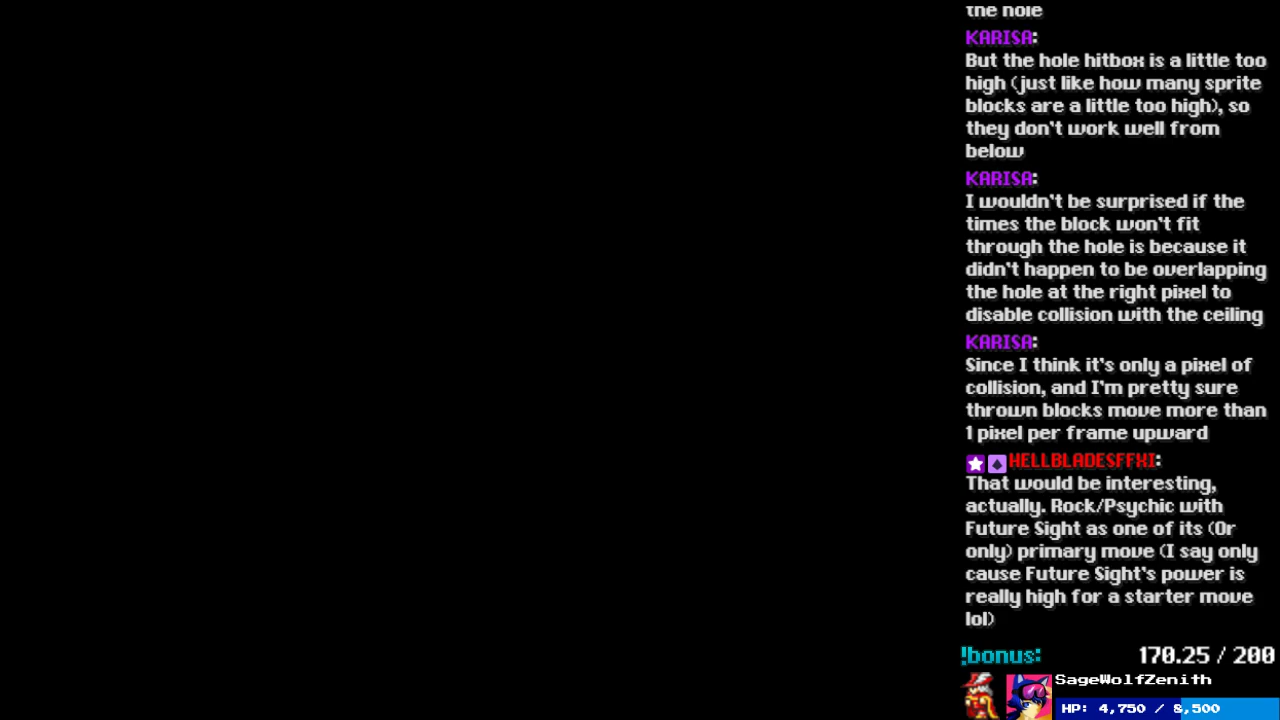 the hole
KARISA:
But the hole hitbox is a little too
high (just like how many sprite
blocks are a little too high), so
they don't work well from
below
KARISA:
I wouldn't be surprised if the
times the block won't fit
through the hole is because it
didn't happen to be overlapping
the hole at the right pixel to
disable collision with the ceiling
KARISA:
Since I think it's only a pixel of
collision, and I'm pretty sure
thrown blocks move more than
1 pixel per frame upward
HELLBLADESFFXI:
That would be interesting,
actually. Rock/Psychic with
Future Sight as one of its (Or
only) primary move (I say only
cause Future Sight's power is
really high for a starter move
lol)
!bonus: 170.25 / 200
SageWolfZenith
HP: 4,750 / 8,500